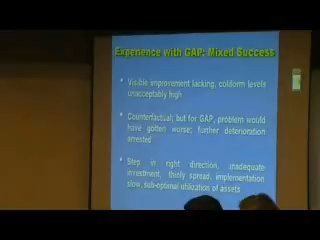 Experience with GAP: Mixed Success
• Visible improvement lacking, coliform levels
unacceptably high
• Counterfactual; but for GAP, problem would
have gotten worse; further deterioration
arrested
• Step in right direction, inadequate
investment, thinly spread, implementation
slow, sub-optimal utilization of assets